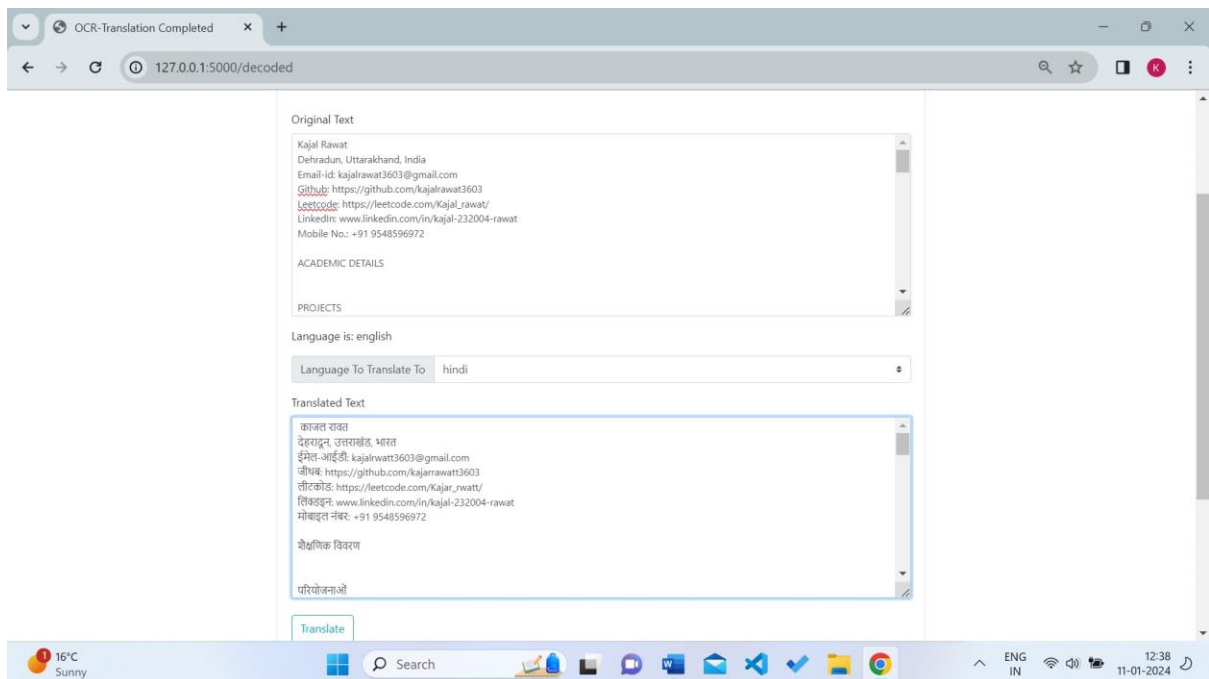 OCR-Translation Completed
127.0.0.1:5000/decoded
K
Original Text
Kajal Rawat
Dehradun, Uttarakhand, India
Email-id: kajalrawat3603@gmail.com
Github: https://github.com/kajalrawat3603
Leetcode: https://leetcode.com/Kajal_rawat/
LinkedIn: www.linkedin.com/in/kajal-232004-rawat
Mobile No.: +91 9548596972
ACADEMIC DETAILS
PROJECTS
Language is: english
Language To Translate To hindi
Translated Text
काजल रावत
देहरादून, उत्तराखंड, भारत
ईमेल-आईडी: kajalrwatt3603@gmail.com
जीथब: https://github.com/kajarrawatt3603
लीटकोड: https://leetcode.com/Kajar_rwatt/
लिंक्डइन: www.linkedin.com/in/kajal-232004-rawat
मोबाइल नंबर: +91 9548596972
शैक्षणिक विवरण
परियोजनाओं
Translate
1
16°C
Sunny
Search
W
ENG
IN
12:38
11-01-2024